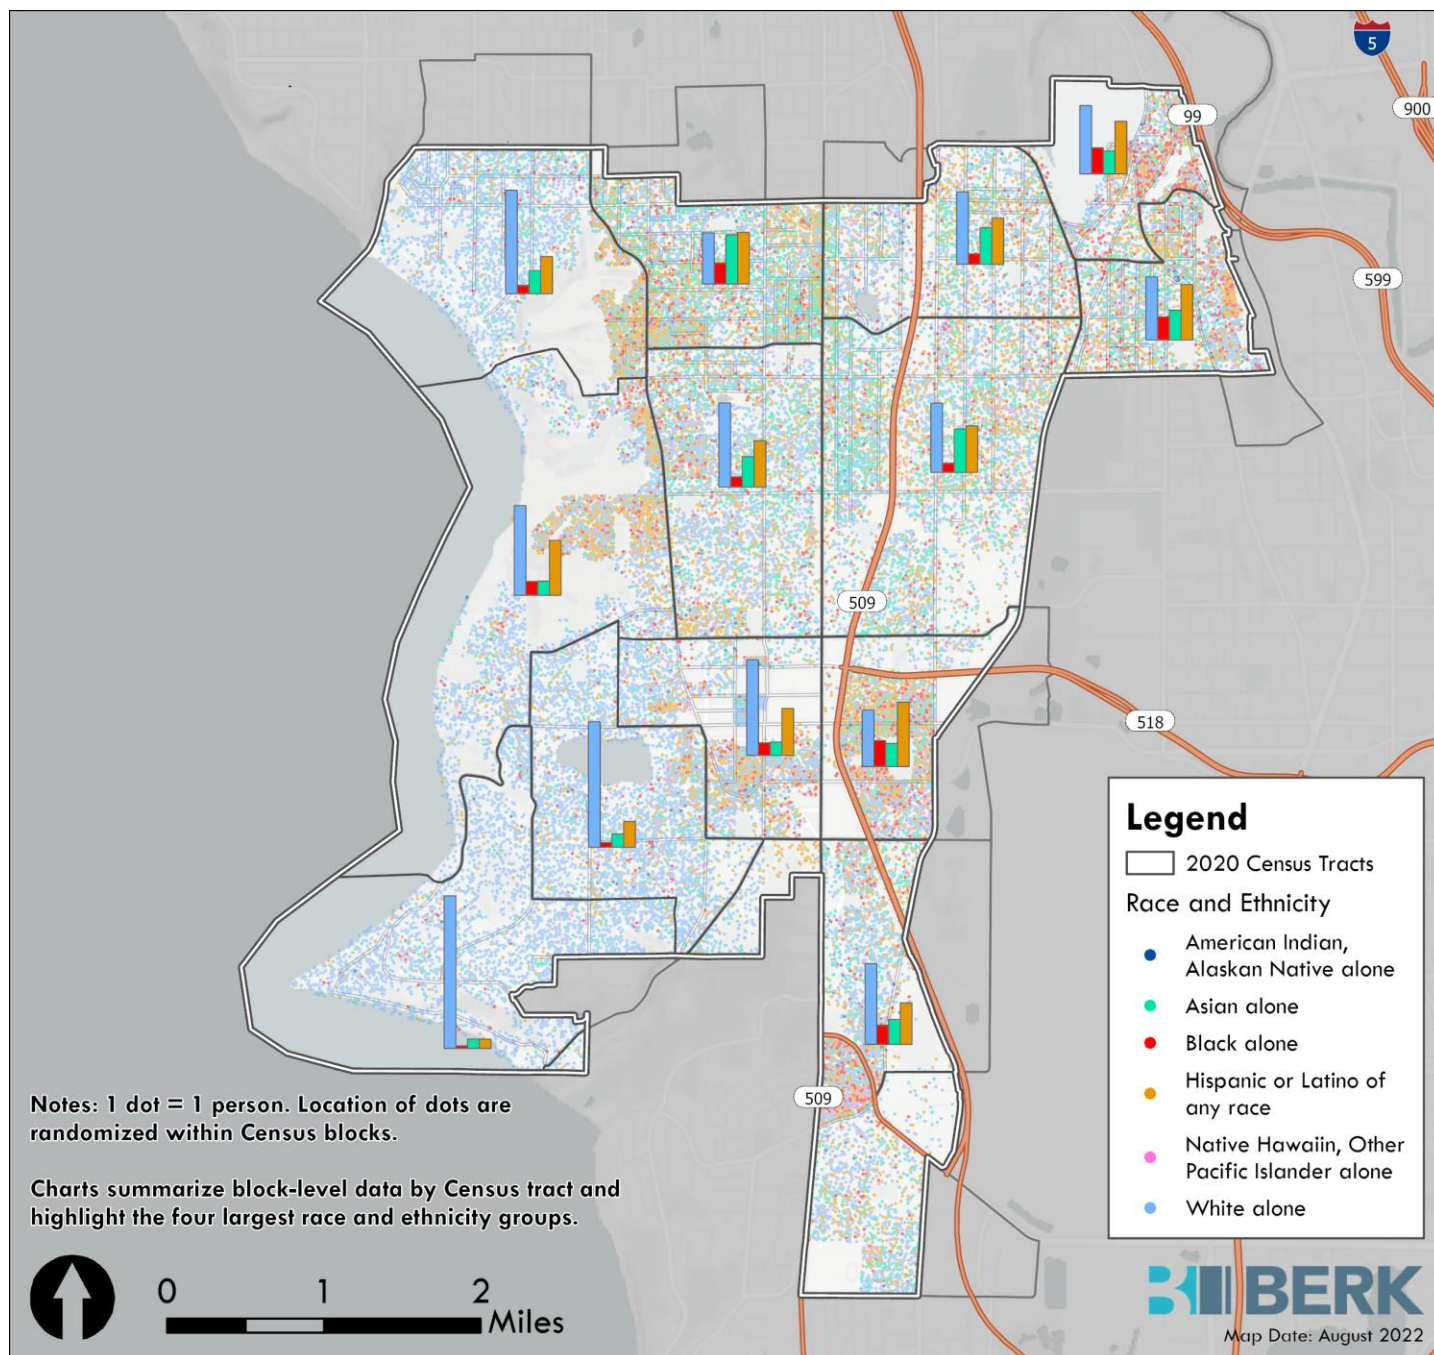 5
900
99
599
509
518
509
Legend
2020 Census Tracts
Race and Ethnicity
American Indian,
Alaskan Native alone
Asian alone
Black alone
Hispanic or Latino of
any race
Native Hawaiin, Other
Pacific Islander alone
White alone
Notes: 1 dot = 1 person. Location of dots are
randomized within Census blocks.
Charts summarize block-level data by Census tract and
highlight the four largest race and ethnicity groups.
0 1 2
Miles
BERK
Map Date: August 2022